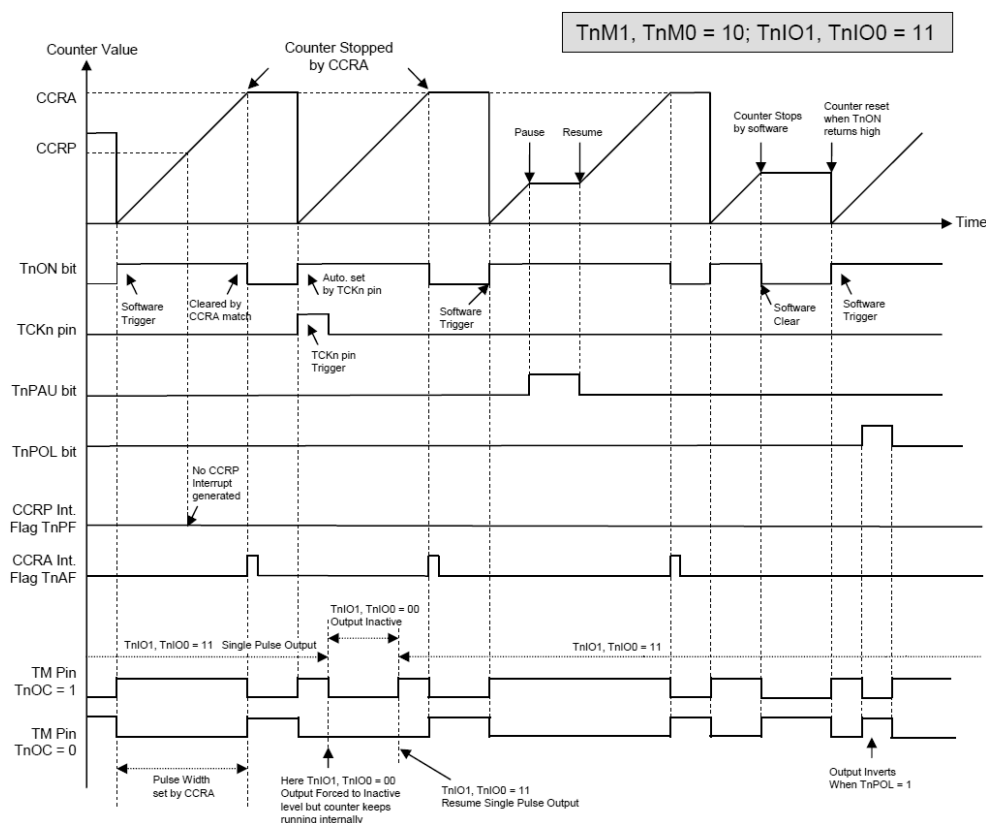 TnM1, TnM0 = 10; TnIO1, TnIO0 = 11
Counter Value
Counter Stopped
by CCRA
CCRA
CCRP
Pause
Resume
Counter Stops
by software
Counter reset
when TnON
returns high
Time
TnON bit
Software
Trigger
Cleared by
CCRA match
Auto. set
by TCKn pin
Software
Trigger
Software
Clear
Software
Trigger
TCKn pin
TCKn pin
Trigger
TnPAU bit
TnPOL bit
No CCRP
Interrupt
generated
CCRP Int.
Flag TnPF
CCRA Int.
Flag TnAF
TnIO1, TnIO0 = 00
Output Inactive
TnIO1, TnIO0 = 11 Single Pulse Output
TnIO1, TnIO0 = 11
TM Pin
TnOC = 1
TM Pin
TnOC = 0
Pulse Width
set by CCRA
Here TnIO1, TnIO0 = 00
Output Forced to Inactive
level but counter keeps
running internally
TnIO1, TnIO0 = 11
Resume Single Pulse Output
Output Inverts
When TnPOL = 1